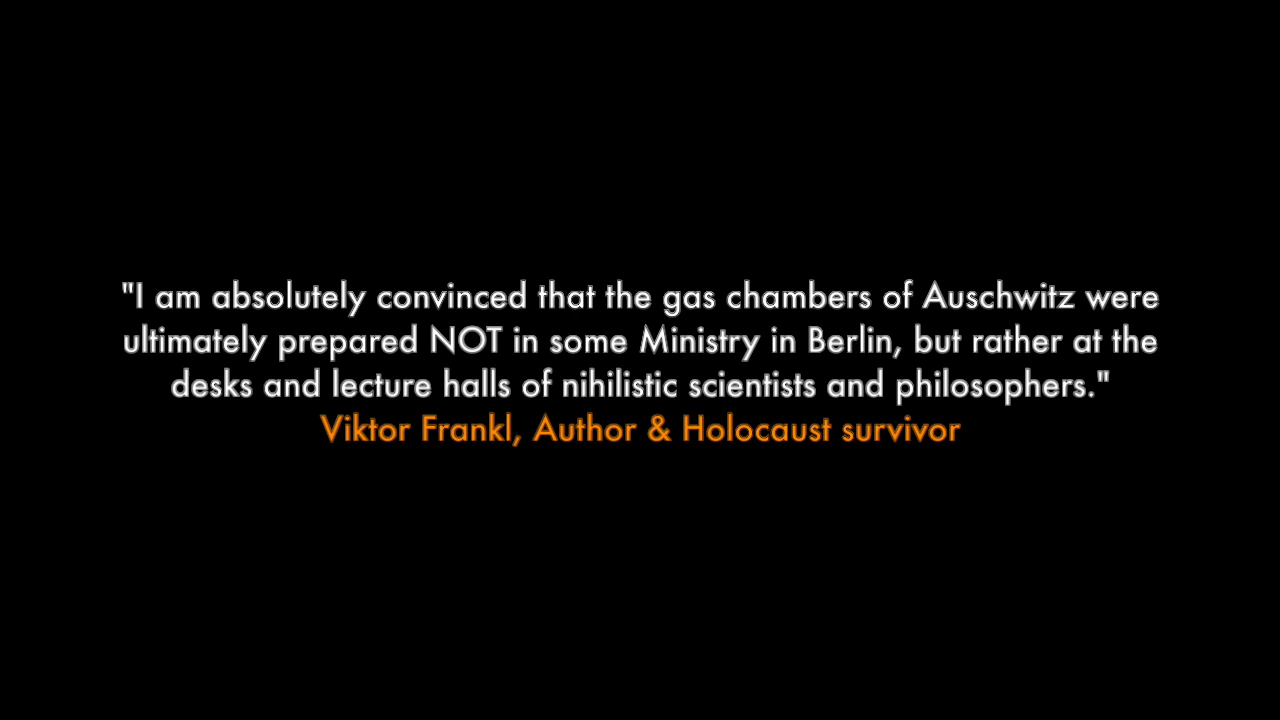 "I am absolutely convinced that the gas chambers of Auschwitz were
ultimately prepared NOT in some Ministry in Berlin, but rather at the
desks and lecture halls of nihilistic scientists and philosophers."
Viktor Frankl, Author & Holocaust survivor